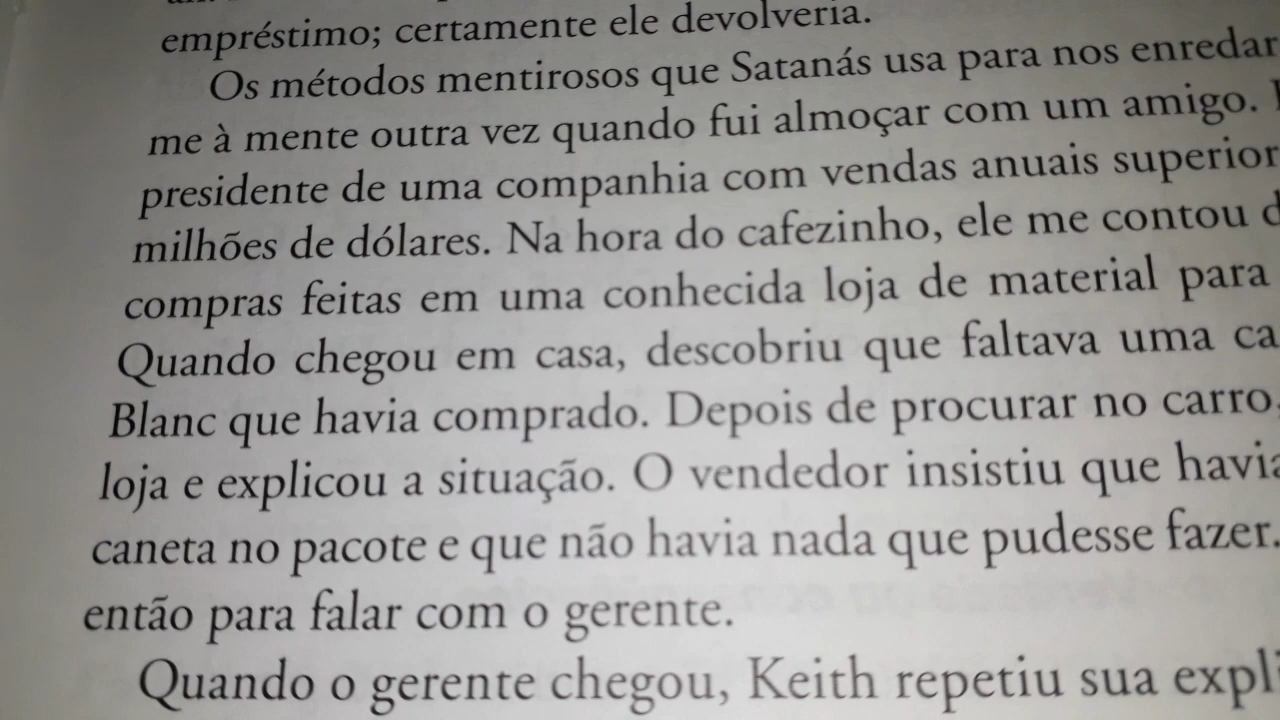 empréstimo; certamente ele devolveria.
Os métodos mentirosos que Satanás usa para nos enredar
me à mente outra vez quando fui almoçar com um amigo.
presidente de uma companhia com vendas anuais superior
milhões de dólares. Na hora do cafezinho, ele me contou d
compras feitas em uma conhecida loja de material para
Quando chegou em casa, descobriu que faltava uma ca
Blanc que havia comprado. Depois de procurar no carro,
loja e explicou a situação. O vendedor insistiu que havia
caneta no pacote e que não havia nada que pudesse fazer.
então para falar com o gerente.
Quando o gerente chegou, Keith repetiu sua expli